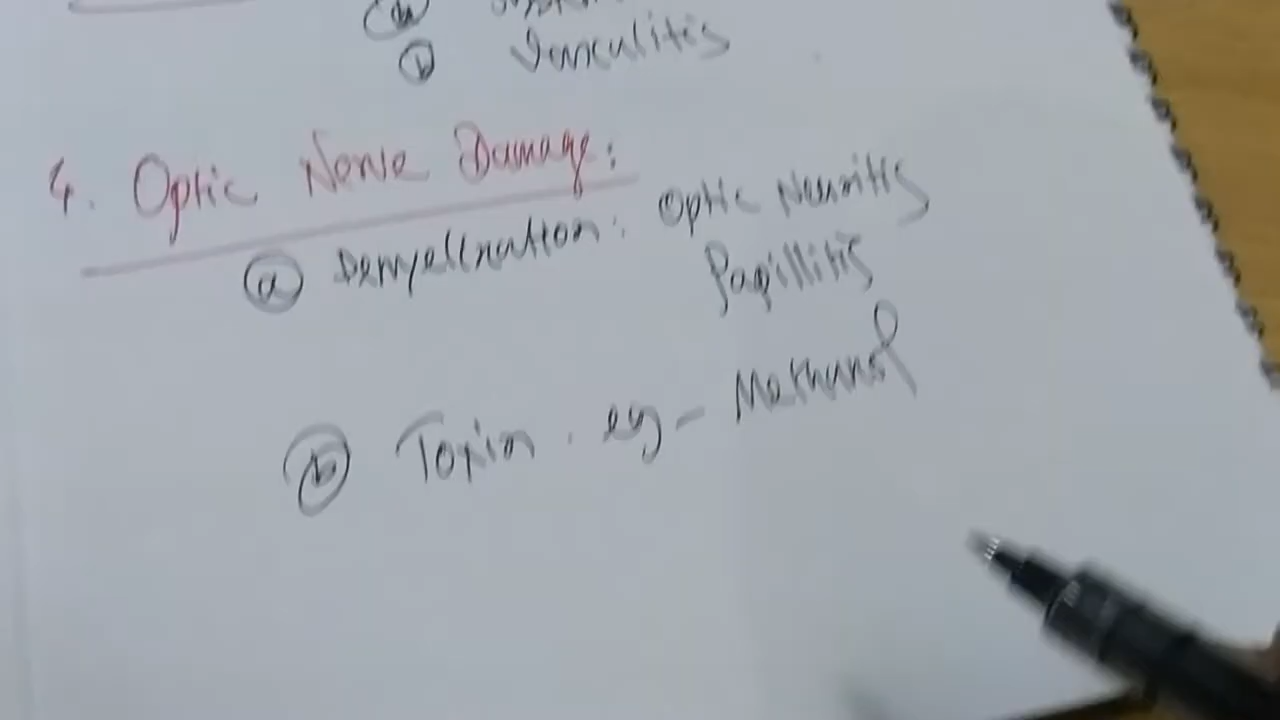 (a)
(b) Vasculitis
4. Optic Nerve Damage:
(a) Demyelination: Optic Neuritis
Papillitis
(b) Toxin. eg - Methanol